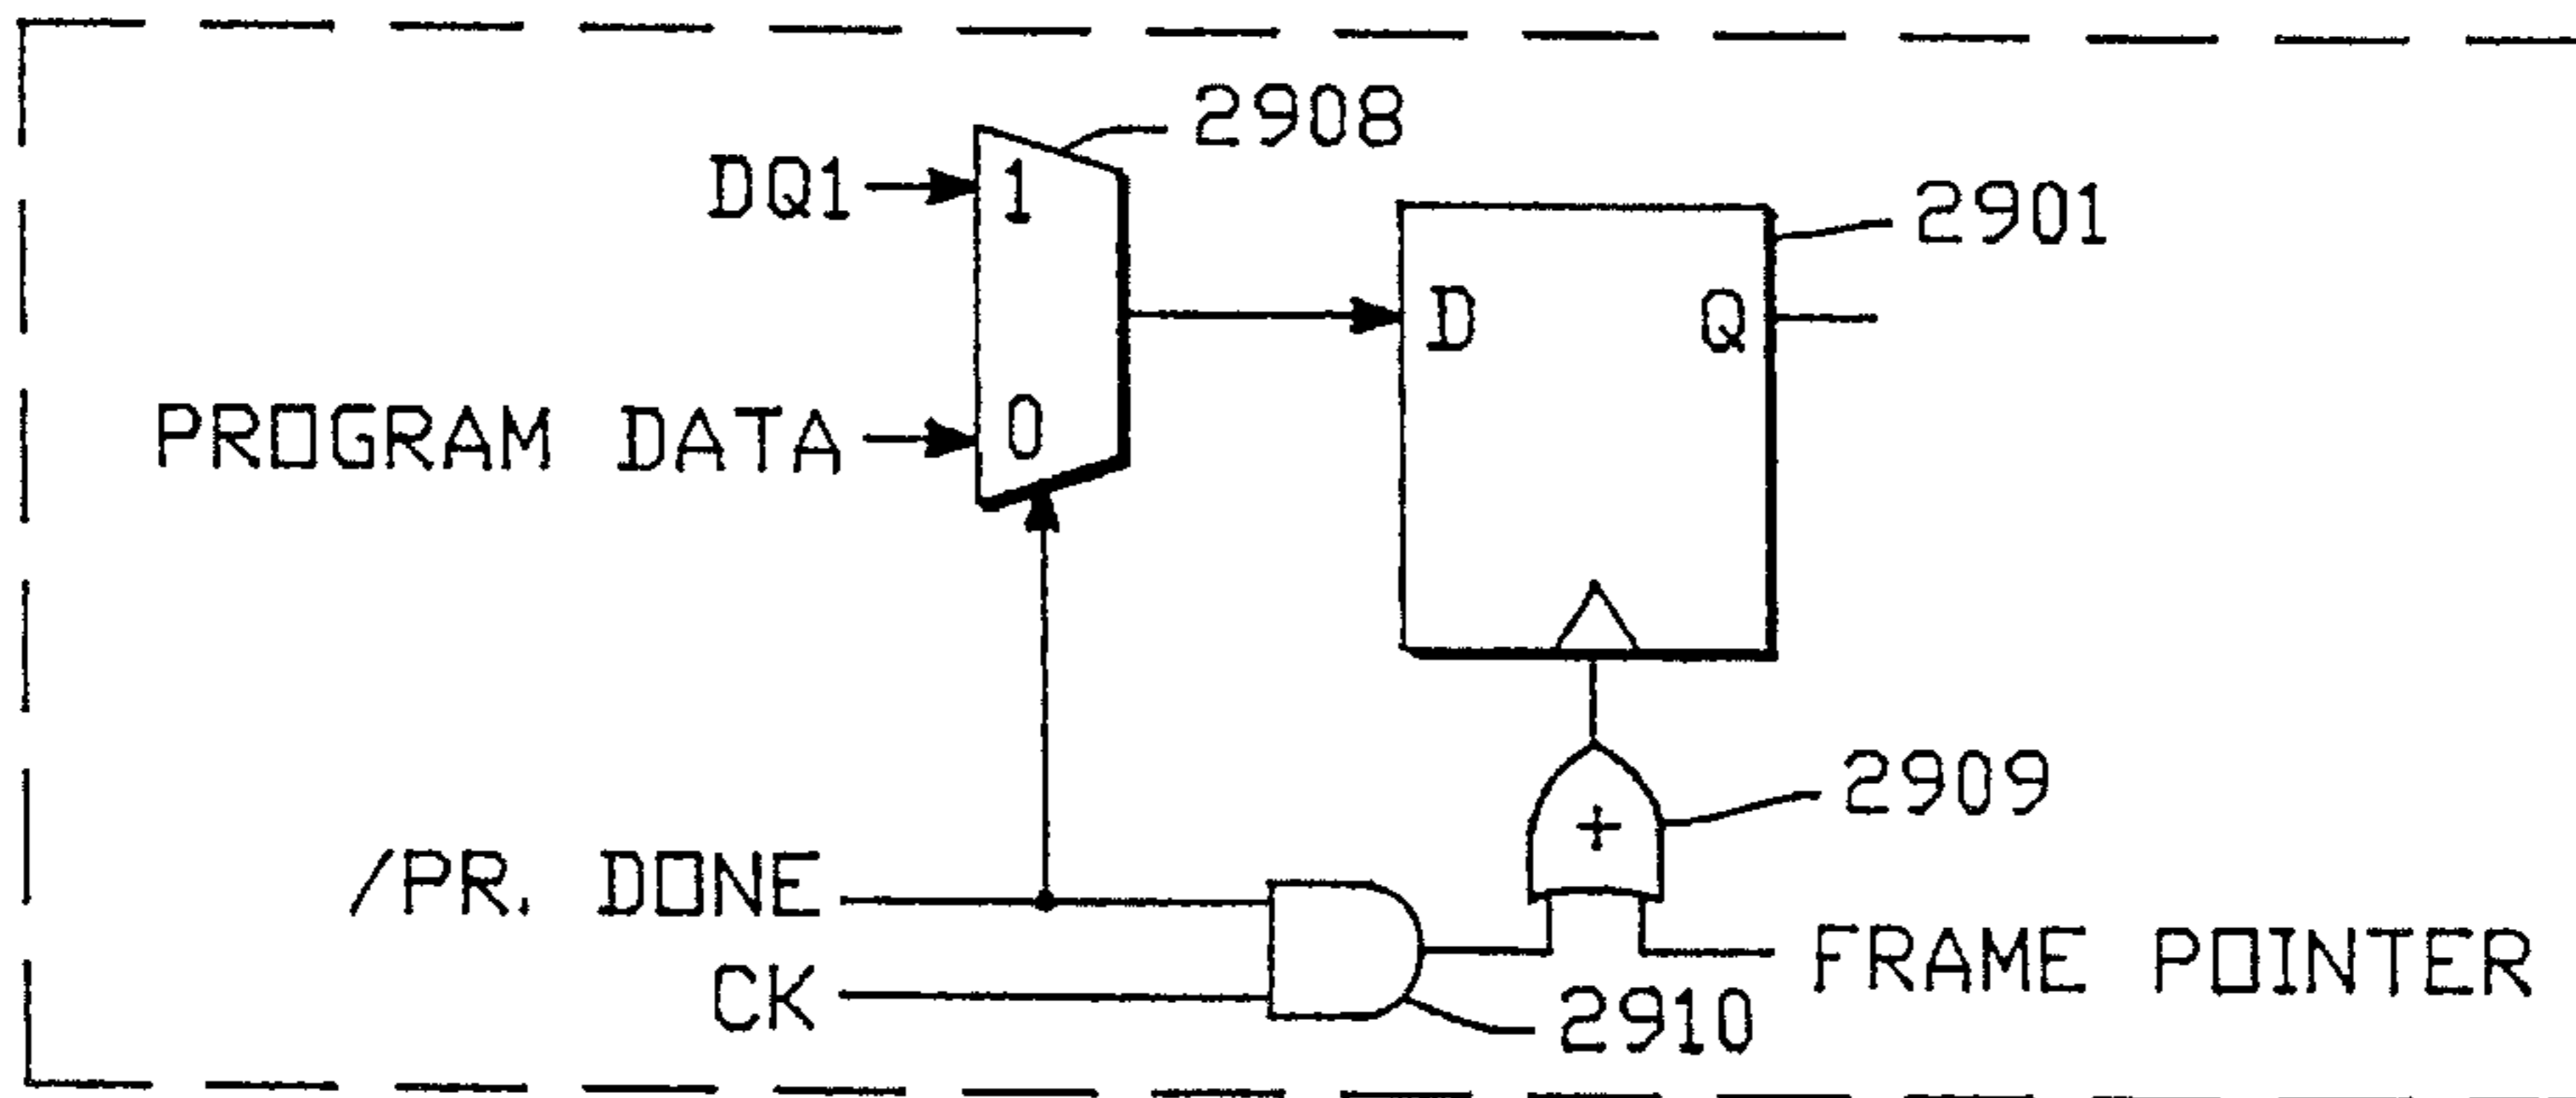 2908
DQ1
1
2901
D
Q
PROGRAM DATA
0
2909
+
/PR. DONE
FRAME POINTER
CK
2910